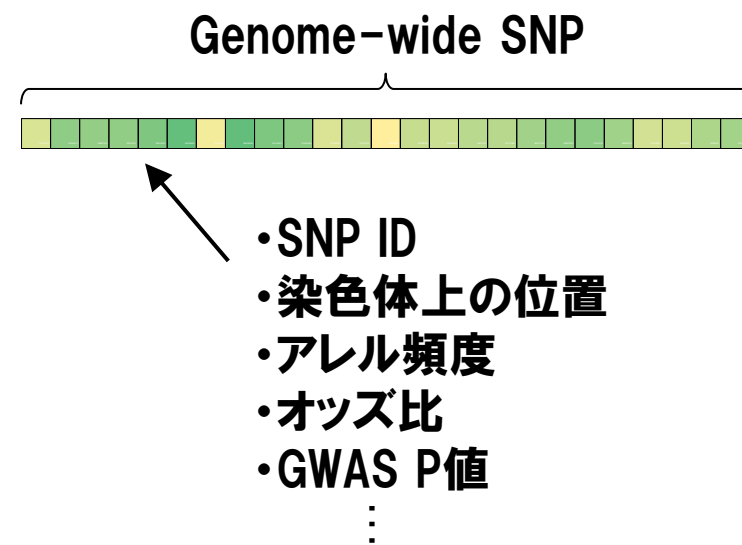 Genome-wide SNP
・SNP ID
・染色体上の位置
・アレル頻度
・オッズ比
・GWAS P値
⋮